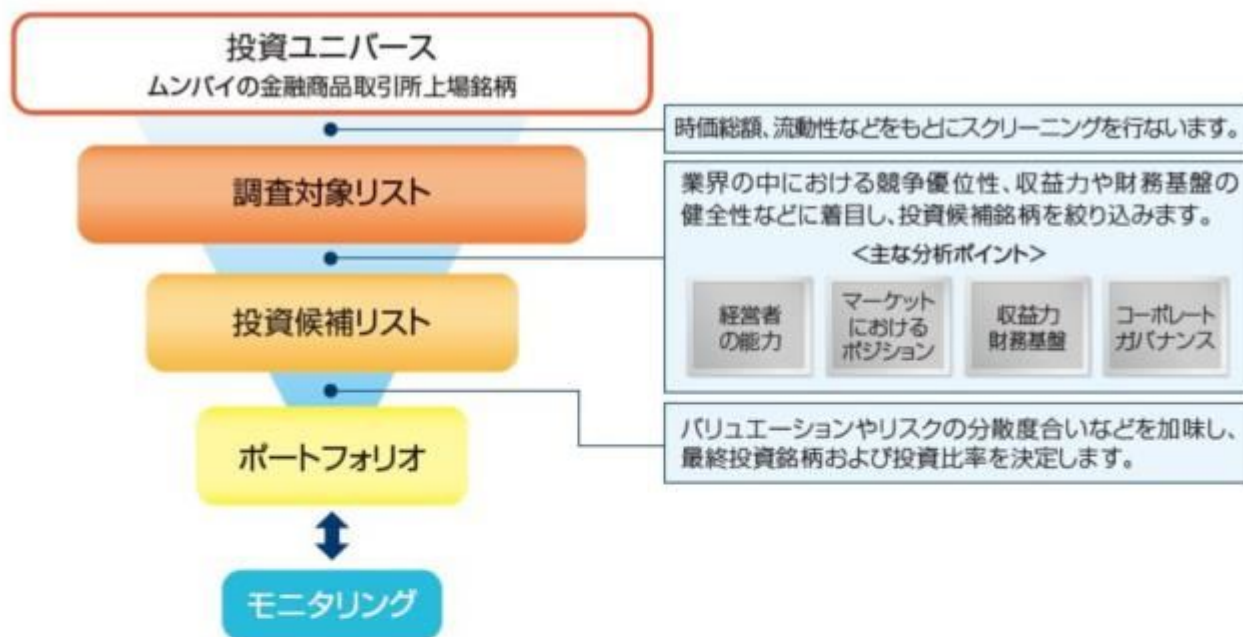 投資ユニバース
ムンバイの金融商品取引所上場銘柄
時価総額、流動性などをもとにスクリーニングを行ないます。
調査対象リスト
業界の中における競争優位性、収益力や財務基盤の
健全性などに着目し、投資候補銘柄を絞り込みます。
<主な分析ポイント>
経営者
の能力
マーケット
における
ポジション
収益力
財務基盤
コーポレート
ガバナンス
投資候補リスト
バリュエーションやリスクの分散度合いなどを加味し、
最終投資銘柄および投資比率を決定します。
ポートフォリオ
モニタリング